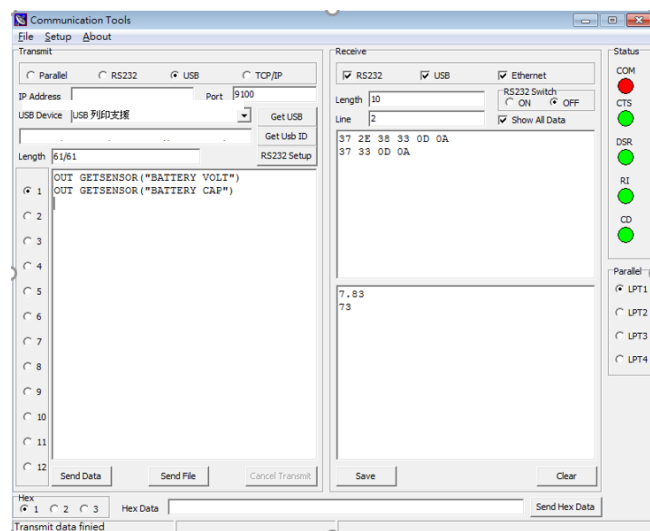 Communication Tools
File Setup About
Transmit
Parallel RS232 USB TCP/IP
IP Address Port 9100
USB Device USB 列印支援 Get USB
Get Usb ID
Length 61/61 RS232 Setup
1
2
3
4
5
6
7
8
9
10
11
12
OUT GETSENSOR("BATTERY VOLT")
OUT GETSENSOR("BATTERY CAP")
Send Data Send File Cancel Transmit
Receive
RS232 USB Ethernet
Length 10 RS232 Switch
ON OFF
Line 2 Show All Data
37 2E 38 33 0D 0A
37 33 0D 0A
7.83
73
Save Clear
Status
COM
CTS
DSR
RI
CD
Parallel
LPT1
LPT2
LPT3
LPT4
Hex
1 2 3 Hex Data Send Hex Data
Transmit data finied